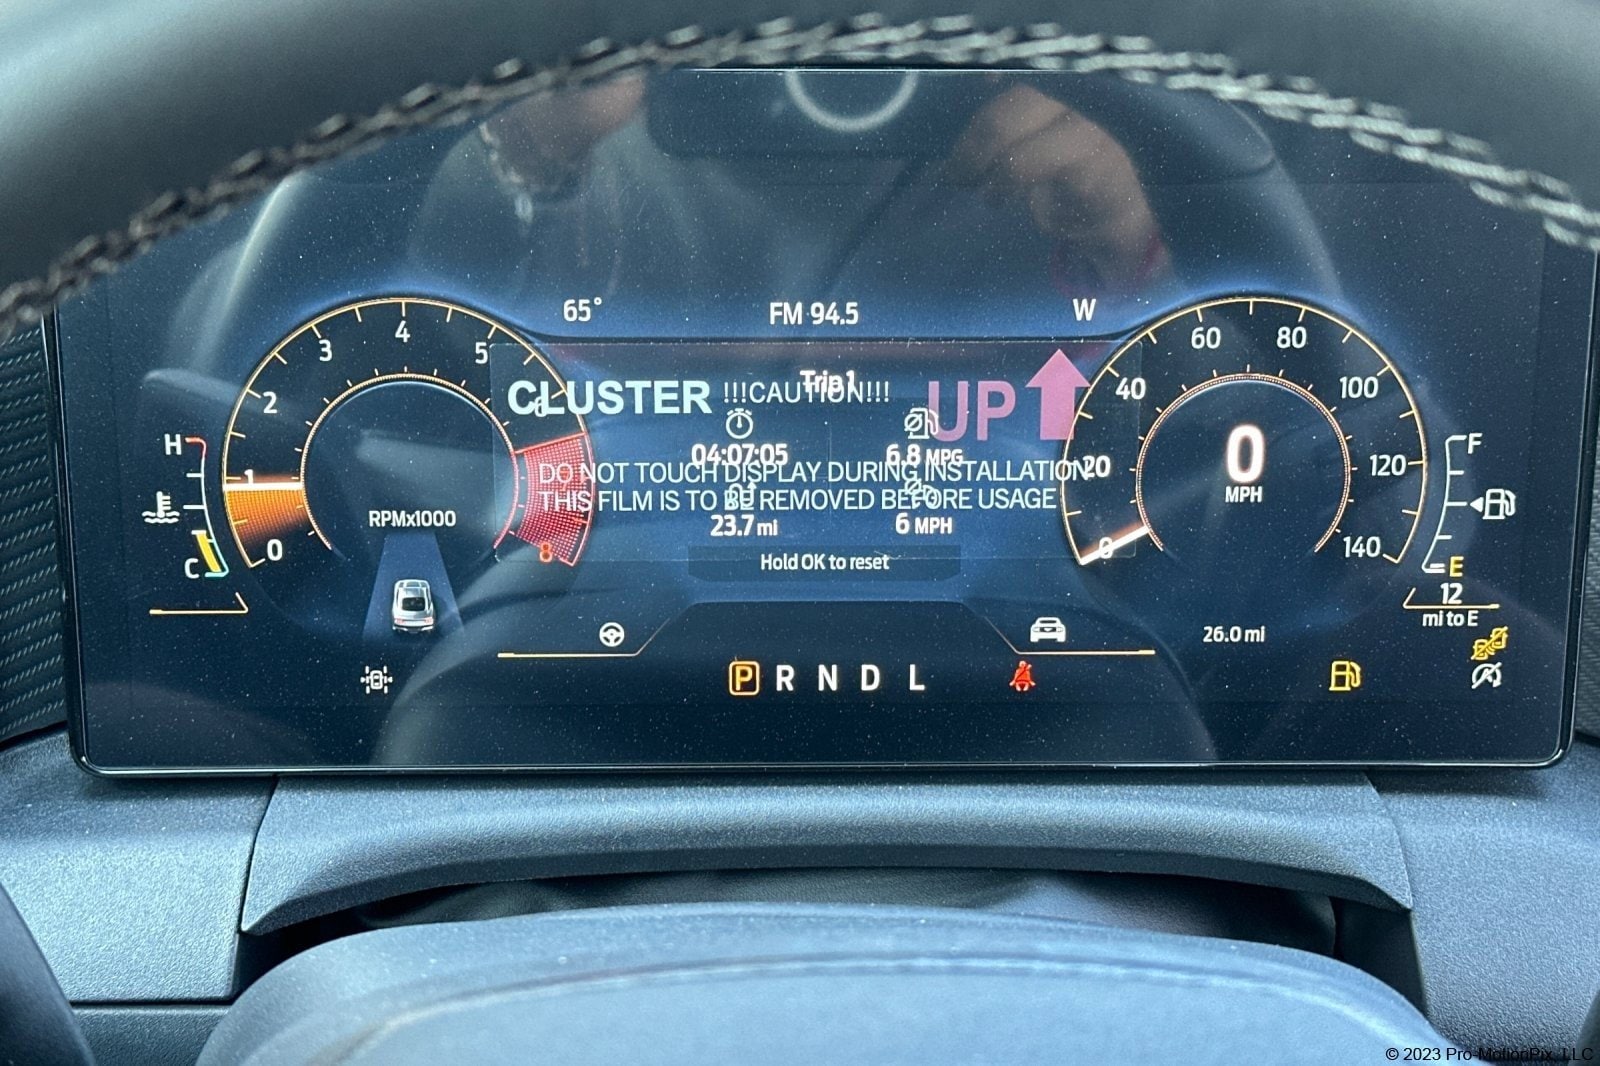 65°
FM 94.5
W
4
3
5
2
6
1
0
8
RPMx1000
H
C
CLUSTER !!!CAUTION!!! UP
Trip 1
04:07:05
6.8 MPG
DO NOT TOUCH DISPLAY DURING INSTALLATION
THIS FILM IS TO BE REMOVED BEFORE USAGE
23.7 mi
6 MPH
Hold OK to reset
60
80
40
100
20
120
0
140
0
MPH
F
E
12
mi to E
26.0 mi
P R N D L
© 2023 Pro-MotionPix, LLC